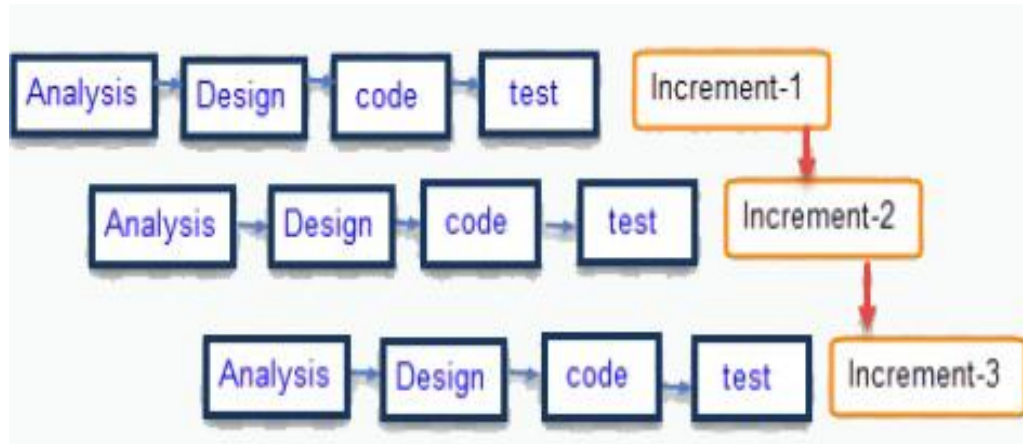 Analysis Design code test Increment-1
Analysis Design code test Increment-2
Analysis Design code test Increment-3